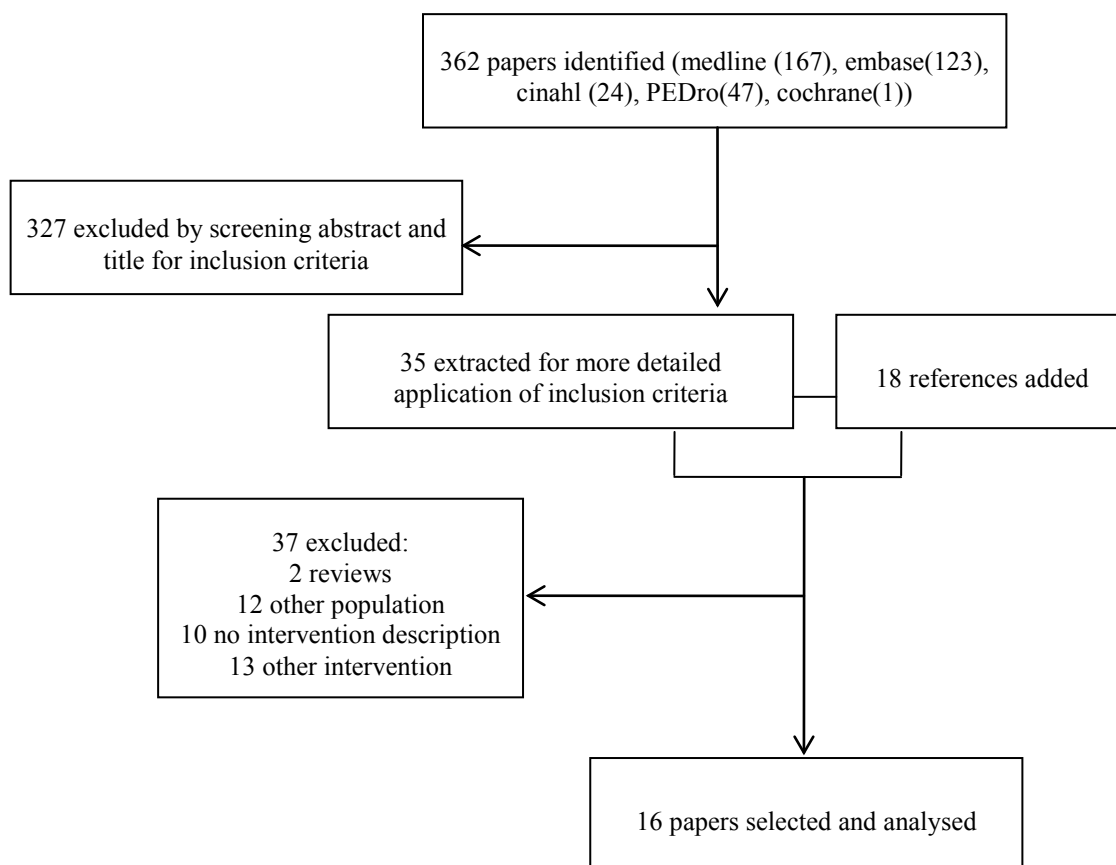 362 papers identified (medline (167), embase(123),
cinahl (24), PEDro(47), cochrane(1))
327 excluded by screening abstract and
title for inclusion criteria
35 extracted for more detailed
application of inclusion criteria
18 references added
37 excluded:
2 reviews
12 other population
10 no intervention description
13 other intervention
16 papers selected and analysed